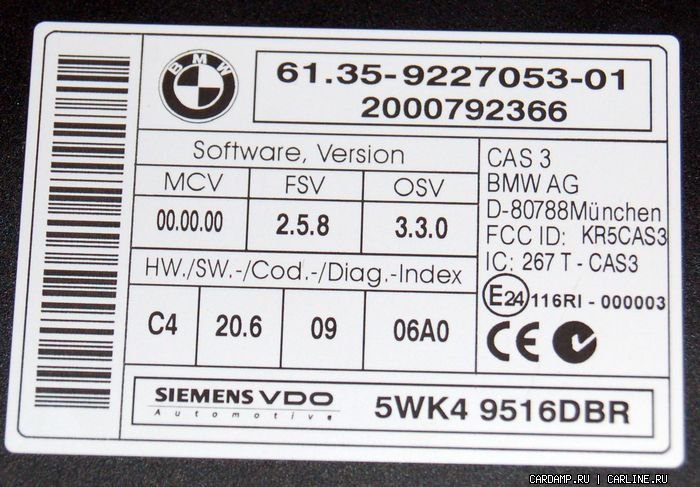 BMW
61.35-9227053-01
2000792366
Software, Version
MCV FSV OSV
00.00.00 2.5.8 3.3.0
HW./SW.-/Cod.-/Diag.-Index
C4 20.6 09 06A0
CAS 3
BMW AG
D-80788München
FCC ID: KR5CAS3
IC: 267 T - CAS3
E24 116RI - 000003
CE
SIEMENS VDO
Automotive
5WK4 9516DBR
CARDAMP.RU | CARLINE.RU